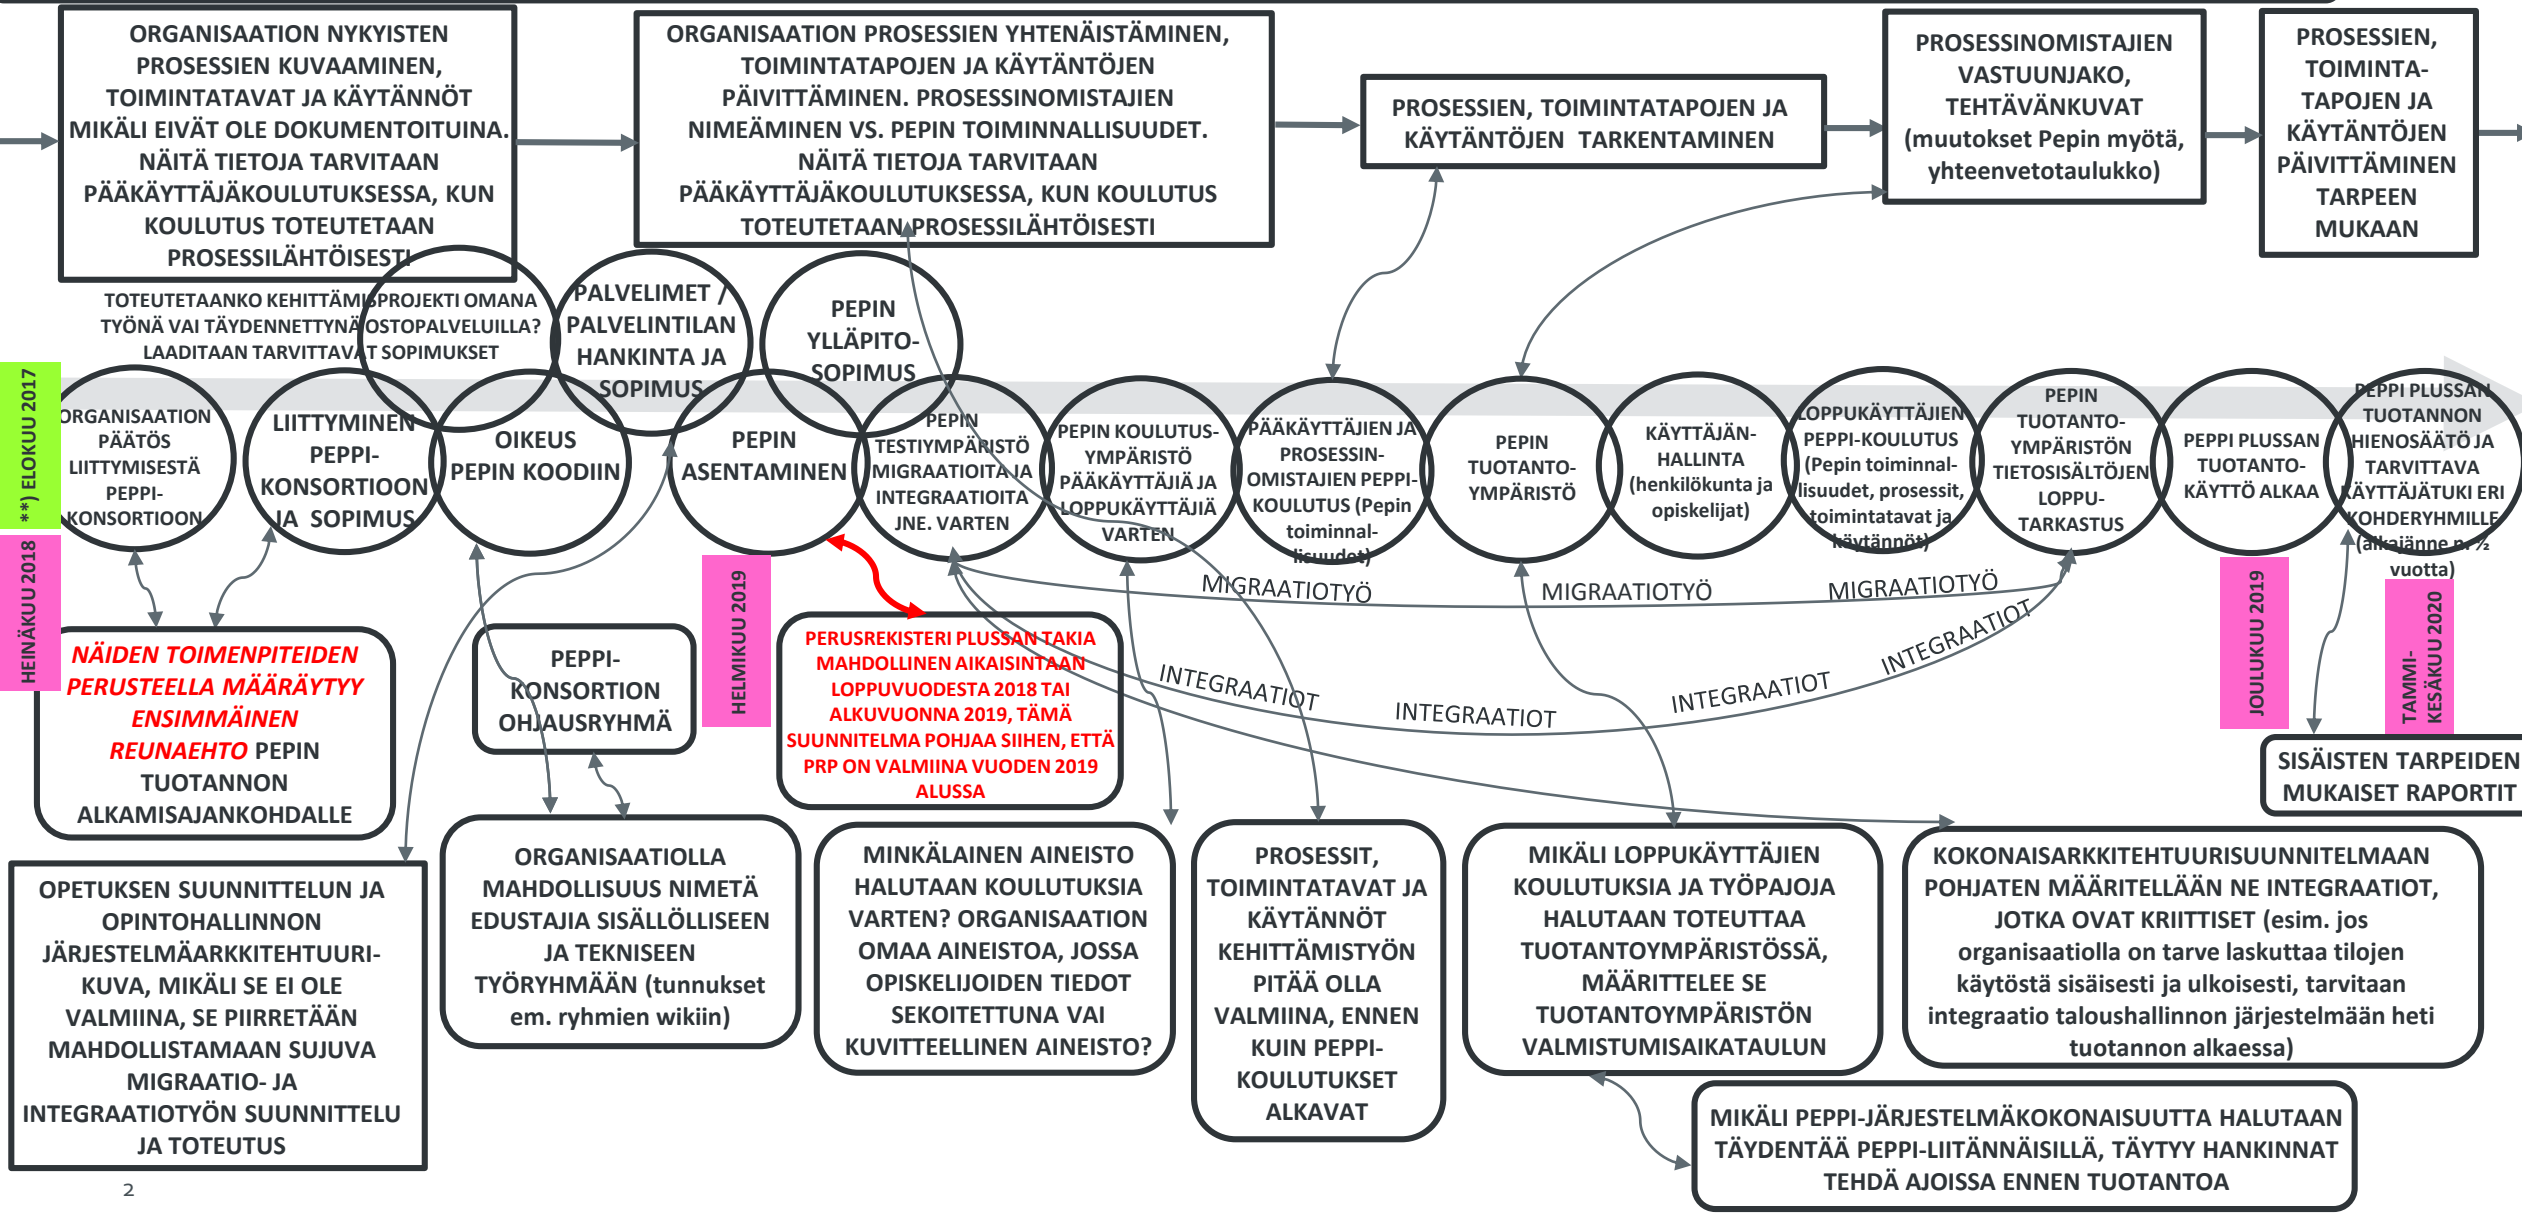 ORGANISAATION NYKYISTEN
PROSESSIEN KUVAAMINEN,
TOIMINTATAVAT JA KÄYTÄNNÖT
MIKÄLI EIVÄT OLE DOKUMENTOITUINA.
NÄITÄ TIETOJA TARVITAAN
PÄÄKÄYTTÄJÄKOULUTUKSESSA, KUN
KOULUTUS TOTEUTETAAN
PROSESSILÄHTÖISESTI
ORGANISAATION PROSESSIEN YHTENÄISTÄMINEN,
TOIMINTATAPOJEN JA KÄYTÄNTÖJEN
PÄIVITTÄMINEN. PROSESSINOMISTAJIEN
NIMEÄMINEN VS. PEPIN TOIMINNALLISUUDET.
NÄITÄ TIETOJA TARVITAAN
PÄÄKÄYTTÄJÄKOULUTUKSESSA, KUN KOULUTUS
TOTEUTETAAN PROSESSILÄHTÖISESTI
PROSESSIEN, TOIMINTATAPOJEN JA
KÄYTÄNTÖJEN TARKENTAMINEN
PROSESSINOMISTAJIEN
VASTUUNJAKO,
TEHTÄVÄNKUVAT
(muutokset Pepin myötä,
yhteenvetotaulukko)
PROSESSIEN,
TOIMINTA-
TAPOJEN JA
KÄYTÄNTÖJEN
PÄIVITTÄMINEN
TARPEEN
MUKAAN
TOTEUTETAANKO KEHITTÄMISPROJEKTI OMANA
TYÖNÄ VAI TÄYDENNETTYNÄ OSTOPALVELUILLA?
LAADITAAN TARVITTAVAT SOPIMUKSET
PALVELIMET /
PALVELINTILAN
HANKINTA JA
SOPIMUS
PEPIN
YLLÄPITO-
SOPIMUS
**) ELOKUU 2017
HEINÄKUU 2018
ORGANISAATION
PÄÄTÖS
LIITTYMISESTÄ
PEPPI-
KONSORTIOON
LIITTYMINEN
PEPPI-
KONSORTIOON
JA SOPIMUS
OIKEUS
PEPIN KOODIIN
PEPIN
ASENTAMINEN
PEPIN
TESTIYMPÄRISTÖ
MIGRAATIOITA JA
INTEGRAATIOITA
JNE. VARTEN
PEPIN KOULUTUS-
YMPÄRISTÖ
PÄÄKÄYTTÄJIÄ JA
LOPPUKÄYTTÄJIÄ
VARTEN
PÄÄKÄYTTÄJIEN JA
PROSESSIN-
OMISTAJIEN PEPPI-
KOULUTUS (Pepin
toiminnal-
lisuudet)
PEPIN
TUOTANTO-
YMPÄRISTÖ
KÄYTTÄJÄN-
HALLINTA
(henkilökunta ja
opiskelijat)
LOPPUKÄYTTÄJIEN
PEPPI-KOULUTUS
(Pepin toiminnal-
lisuudet, prosessit,
toimintatavat ja
käytännöt)
PEPIN
TUOTANTO-
YMPÄRISTÖN
TIETOSISÄLTÖJEN
LOPPU-
TARKASTUS
PEPPI PLUSSAN
TUOTANTO-
KÄYTTÖ ALKAA
PEPPI PLUSSAN
TUOTANNON
HIENOSÄÄTÖ JA
TARVITTAVA
KÄYTTÄJÄTUKI ERI
KOHDERYHMILLE
(aikajänne n. ½
vuotta)
MIGRAATIOTYÖ
MIGRAATIOTYÖ
MIGRAATIOTYÖ
INTEGRAATIOT
INTEGRAATIOT
INTEGRAATIOT
INTEGRAATIOT
HELMIKUU 2019
JOULUKUU 2019
TAMMI-
KESÄKUU 2020
NÄIDEN TOIMENPITEIDEN
PERUSTEELLA MÄÄRÄYTYY
ENSIMMÄINEN
REUNAEHTO PEPIN
TUOTANNON
ALKAMISAJANKOHDALLE
PEPPI-
KONSORTION
OHJAUSRYHMÄ
PERUSREKISTERI PLUSSAN TAKIA
MAHDOLLINEN AIKAISINTAAN
LOPPUVUODESTA 2018 TAI
ALKUVUONNA 2019, TÄMÄ
SUUNNITELMA POHJAA SIIHEN, ETTÄ
PRP ON VALMIINA VUODEN 2019
ALUSSA
SISÄISTEN TARPEIDEN
MUKAISET RAPORTIT
OPETUKSEN SUUNNITTELUN JA
OPINTOHALLINNON
JÄRJESTELMÄARKKITEHTUURI-
KUVA, MIKÄLI SE EI OLE
VALMIINA, SE PIIRRETÄÄN
MAHDOLLISTAMAAN SUJUVA
MIGRAATIO- JA
INTEGRAATIOTYÖN SUUNNITTELU
JA TOTEUTUS
ORGANISAATIOLLA
MAHDOLLISUUS NIMETÄ
EDUSTAJIA SISÄLLÖLLISEEN
JA TEKNISEEN
TYÖRYHMÄÄN (tunnukset
em. ryhmien wikiin)
MINKÄLAINEN AINEISTO
HALUTAAN KOULUTUKSIA
VARTEN? ORGANISAATION
OMAA AINEISTOA, JOSSA
OPISKELIJOIDEN TIEDOT
SEKOITETTUNA VAI
KUVITTEELLINEN AINEISTO?
PROSESSIT,
TOIMINTATAVAT JA
KÄYTÄNNÖT
KEHITTÄMISTYÖN
PITÄÄ OLLA
VALMIINA, ENNEN
KUIN PEPPI-
KOULUTUKSET
ALKAVAT
MIKÄLI LOPPUKÄYTTÄJIEN
KOULUTUKSIA JA TYÖPAJOJA
HALUTAAN TOTEUTTAA
TUOTANTOYMPÄRISTÖSSÄ,
MÄÄRITTELEE SE
TUOTANTOYMPÄRISTÖN
VALMISTUMISAIKATAULUN
KOKONAISARKKITEHTUURISUUNNITELMAAN
POHJATEN MÄÄRITELLÄÄN NE INTEGRAATIOT,
JOTKA OVAT KRIITTISET (esim. jos
organisaatiolla on tarve laskuttaa tilojen
käytöstä sisäisesti ja ulkoisesti, tarvitaan
integraatio taloushallinnon järjestelmään heti
tuotannon alkaessa)
MIKÄLI PEPPI-JÄRJESTELMÄKOKONAISUUTTA HALUTAAN
TÄYDENTÄÄ PEPPI-LIITÄNNÄISILLÄ, TÄYTYY HANKINNAT
TEHDÄ AJOISSA ENNEN TUOTANTOA
2